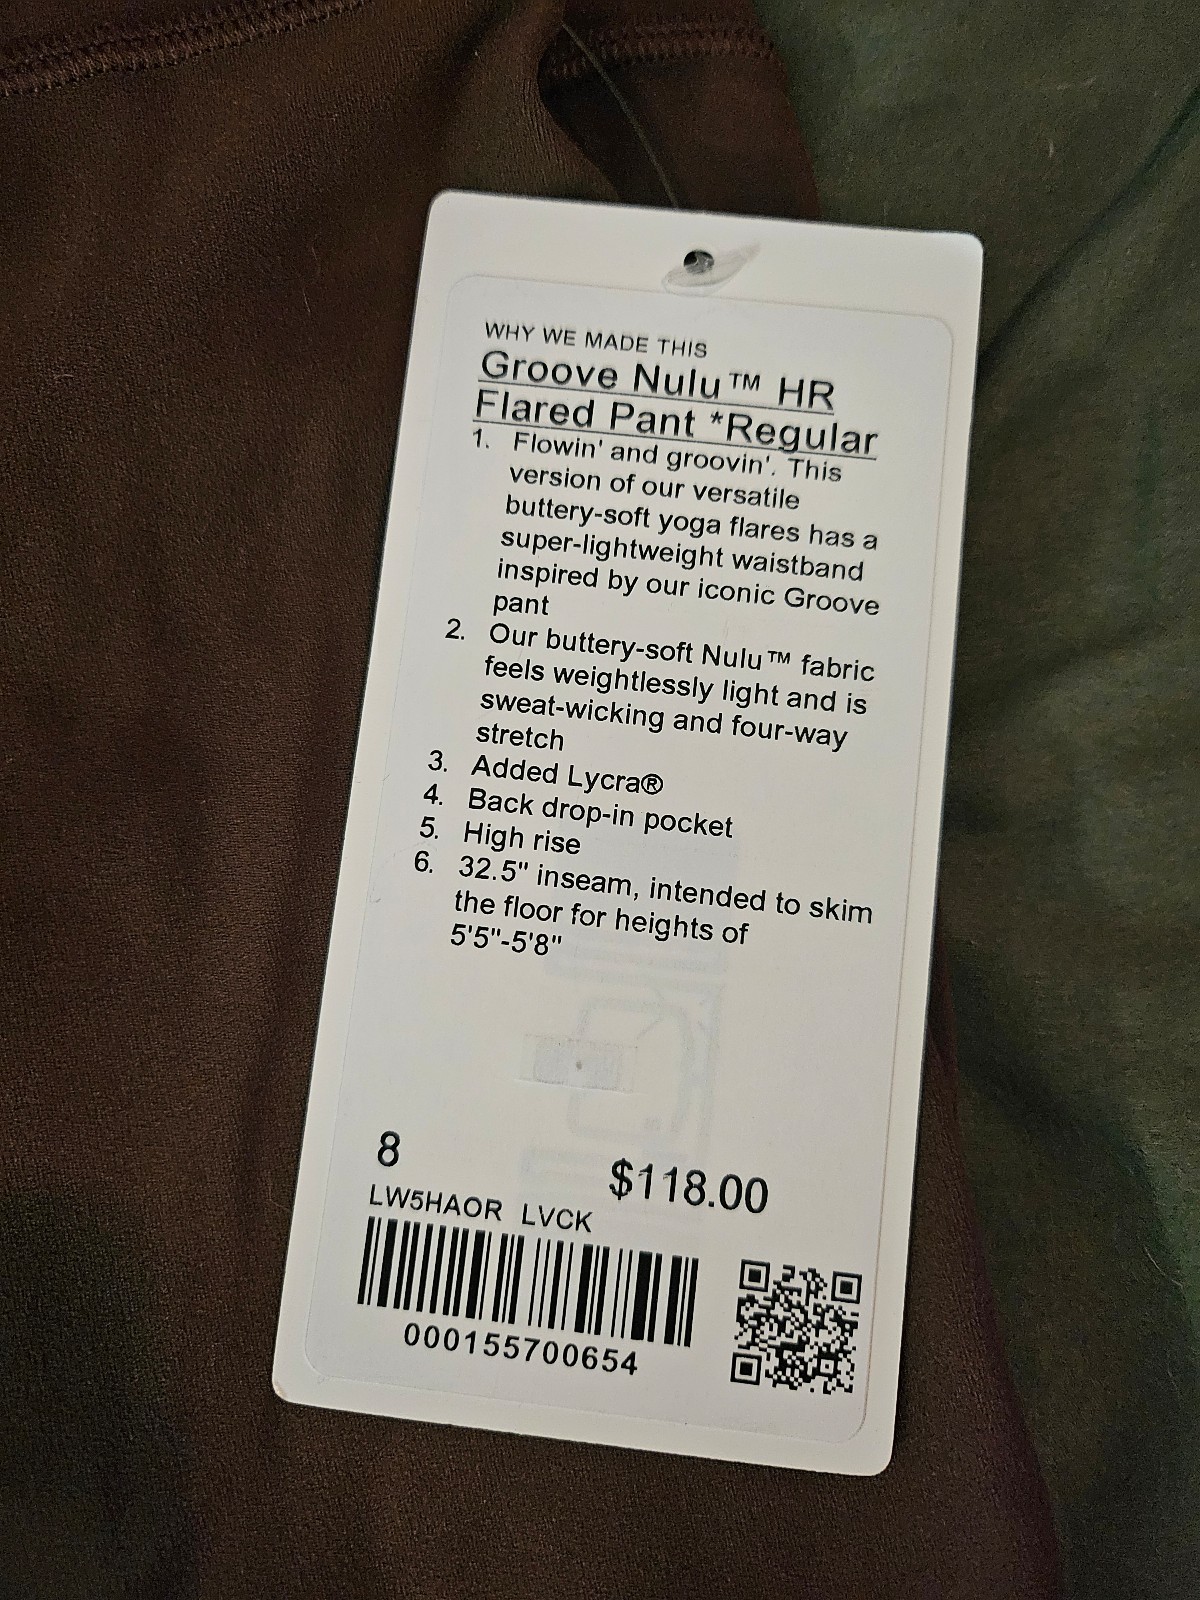 WHY WE MADE THIS
Groove Nulu™ HR
Flared Pant *Regular
1. Flowin' and groovin'. This
version of our versatile
buttery-soft yoga flares has a
super-lightweight waistband
inspired by our iconic Groove
pant
2. Our buttery-soft Nulu™ fabric
feels weightlessly light and is
sweat-wicking and four-way
stretch
3. Added Lycra®
4. Back drop-in pocket
5. High rise
6. 32.5" inseam, intended to skim
the floor for heights of
5'5"-5'8"
8
$118.00
LW5HAOR LVCK
000155700654